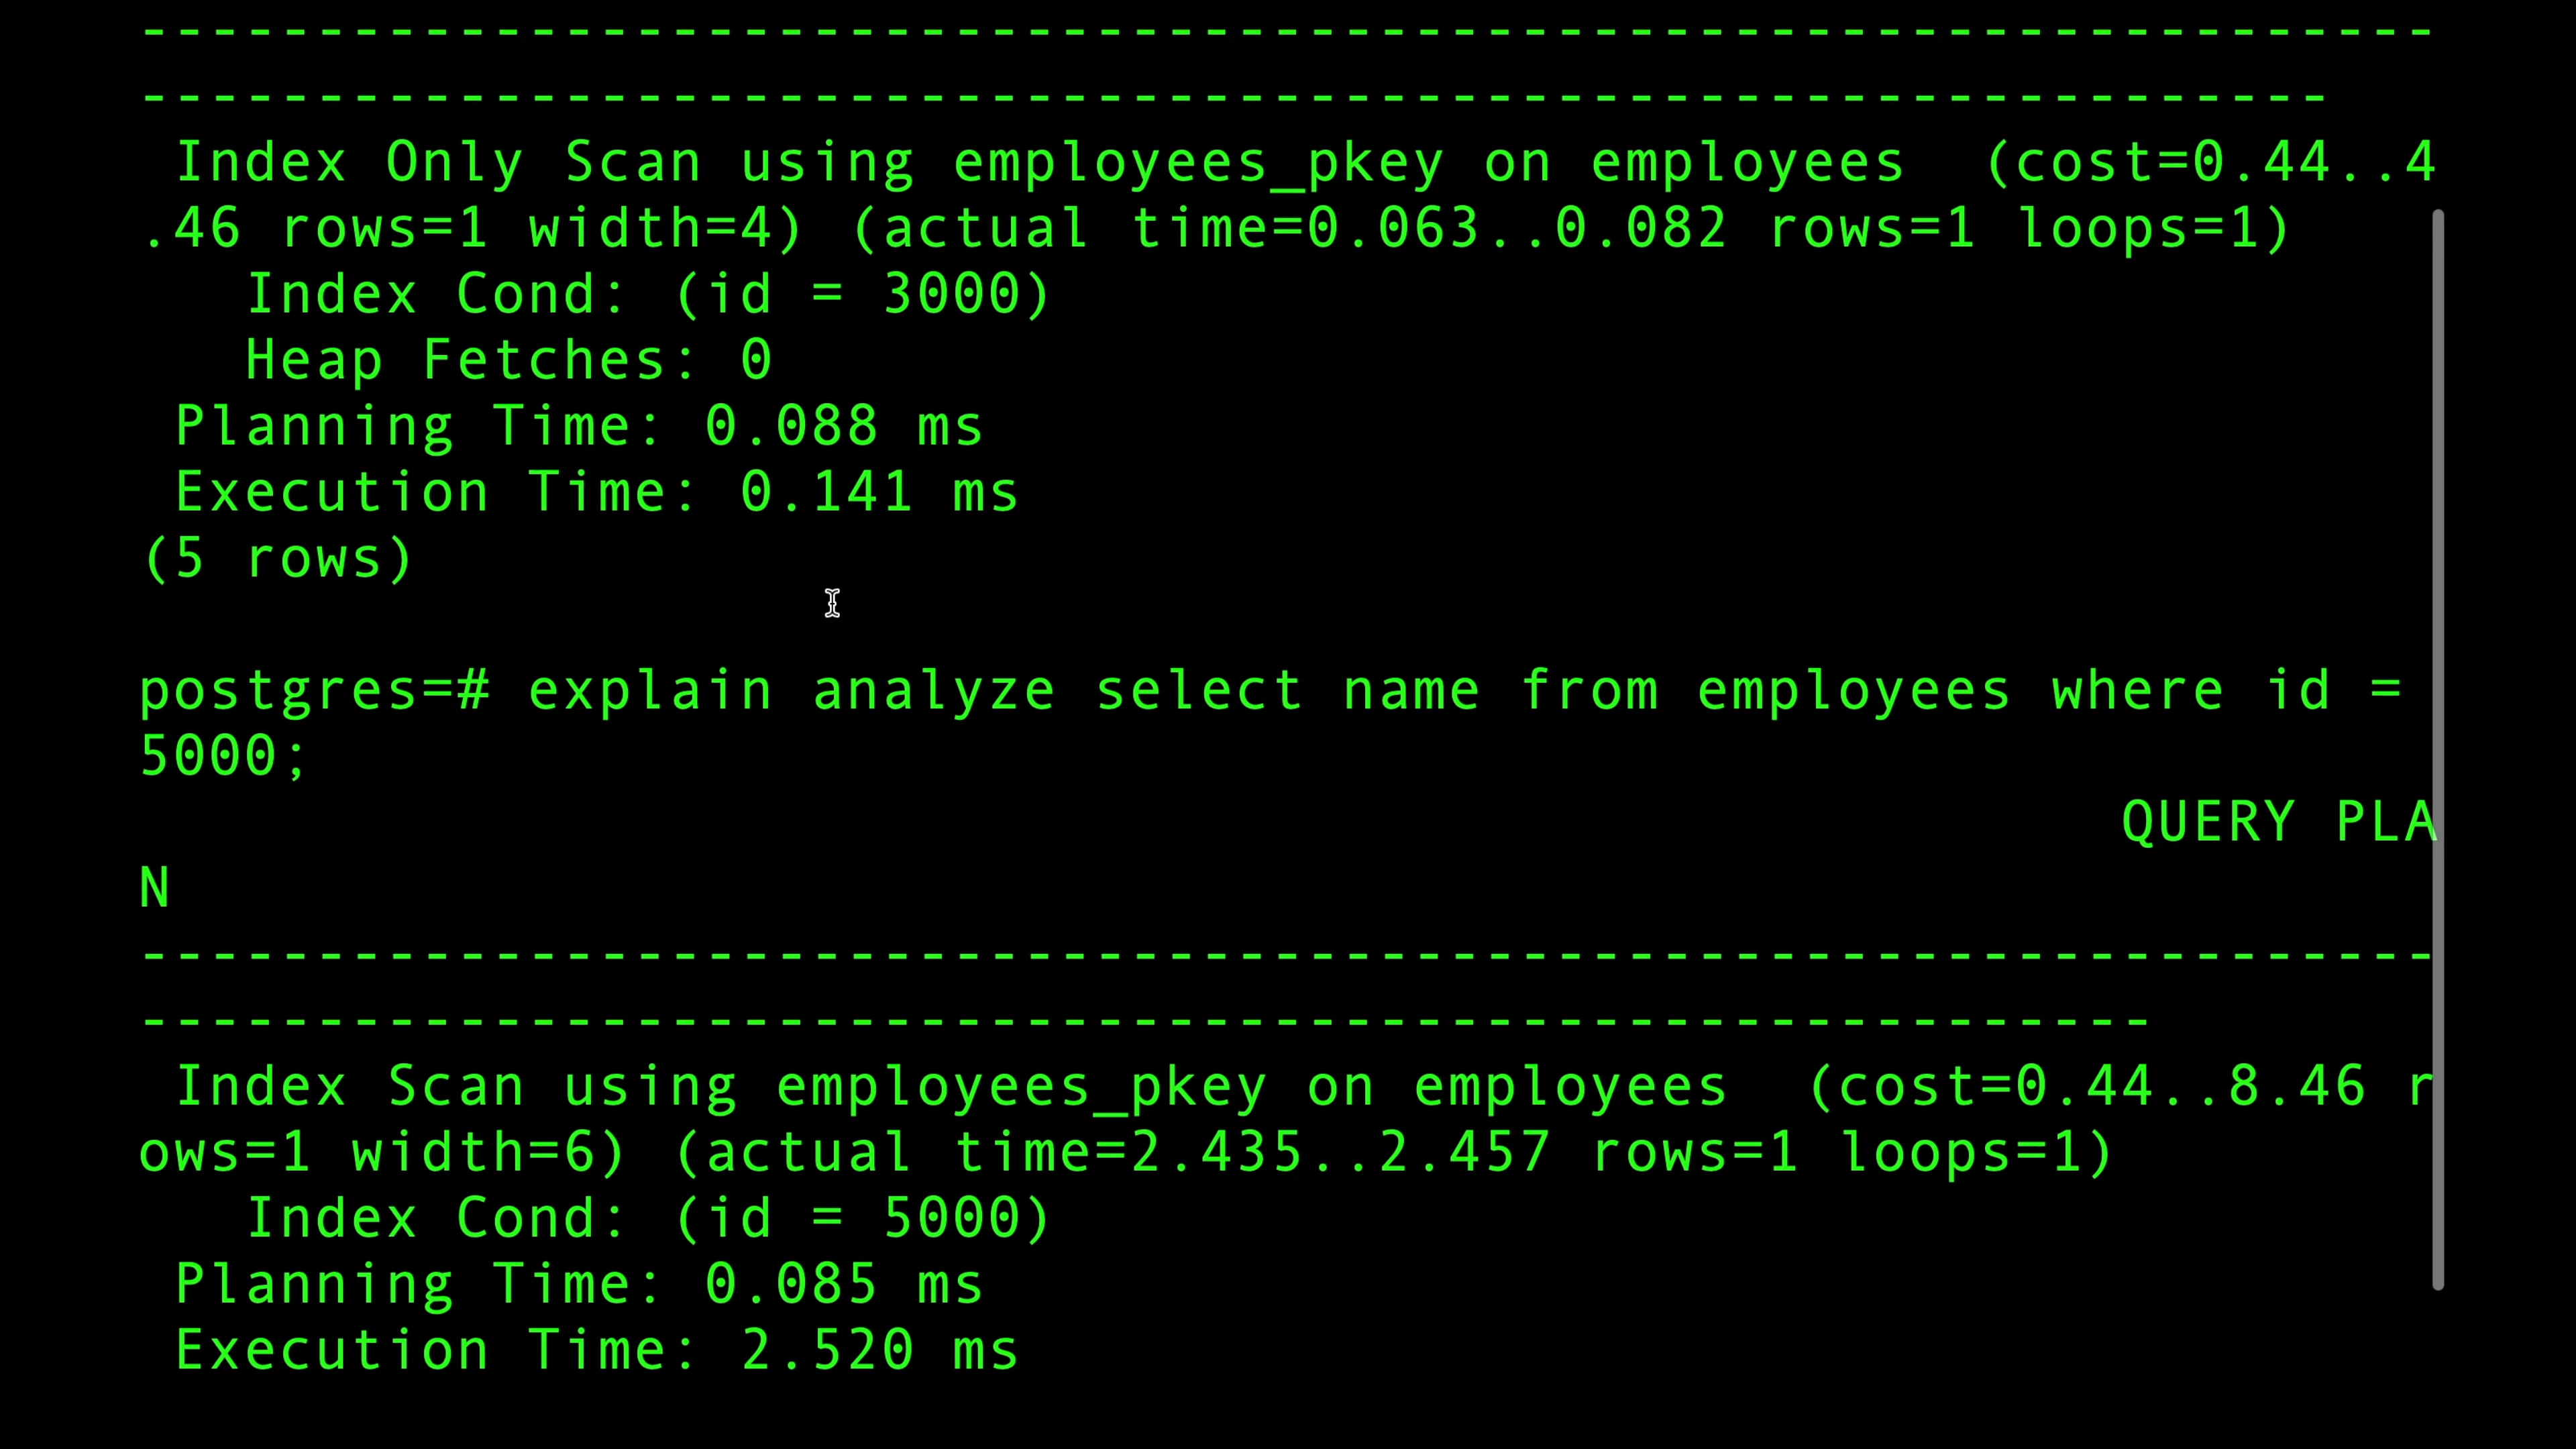 -----------------------------------------------------------------
--------------------------------------------------------------
 Index Only Scan using employees_pkey on employees  (cost=0.44..4
.46 rows=1 width=4) (actual time=0.063..0.082 rows=1 loops=1)
   Index Cond: (id = 3000)
   Heap Fetches: 0
 Planning Time: 0.088 ms
 Execution Time: 0.141 ms
(5 rows)

postgres=# explain analyze select name from employees where id =
5000;
                                                        QUERY PLA
N
-----------------------------------------------------------------
---------------------------------------------------------
 Index Scan using employees_pkey on employees  (cost=0.44..8.46 r
ows=1 width=6) (actual time=2.435..2.457 rows=1 loops=1)
   Index Cond: (id = 5000)
 Planning Time: 0.085 ms
 Execution Time: 2.520 ms